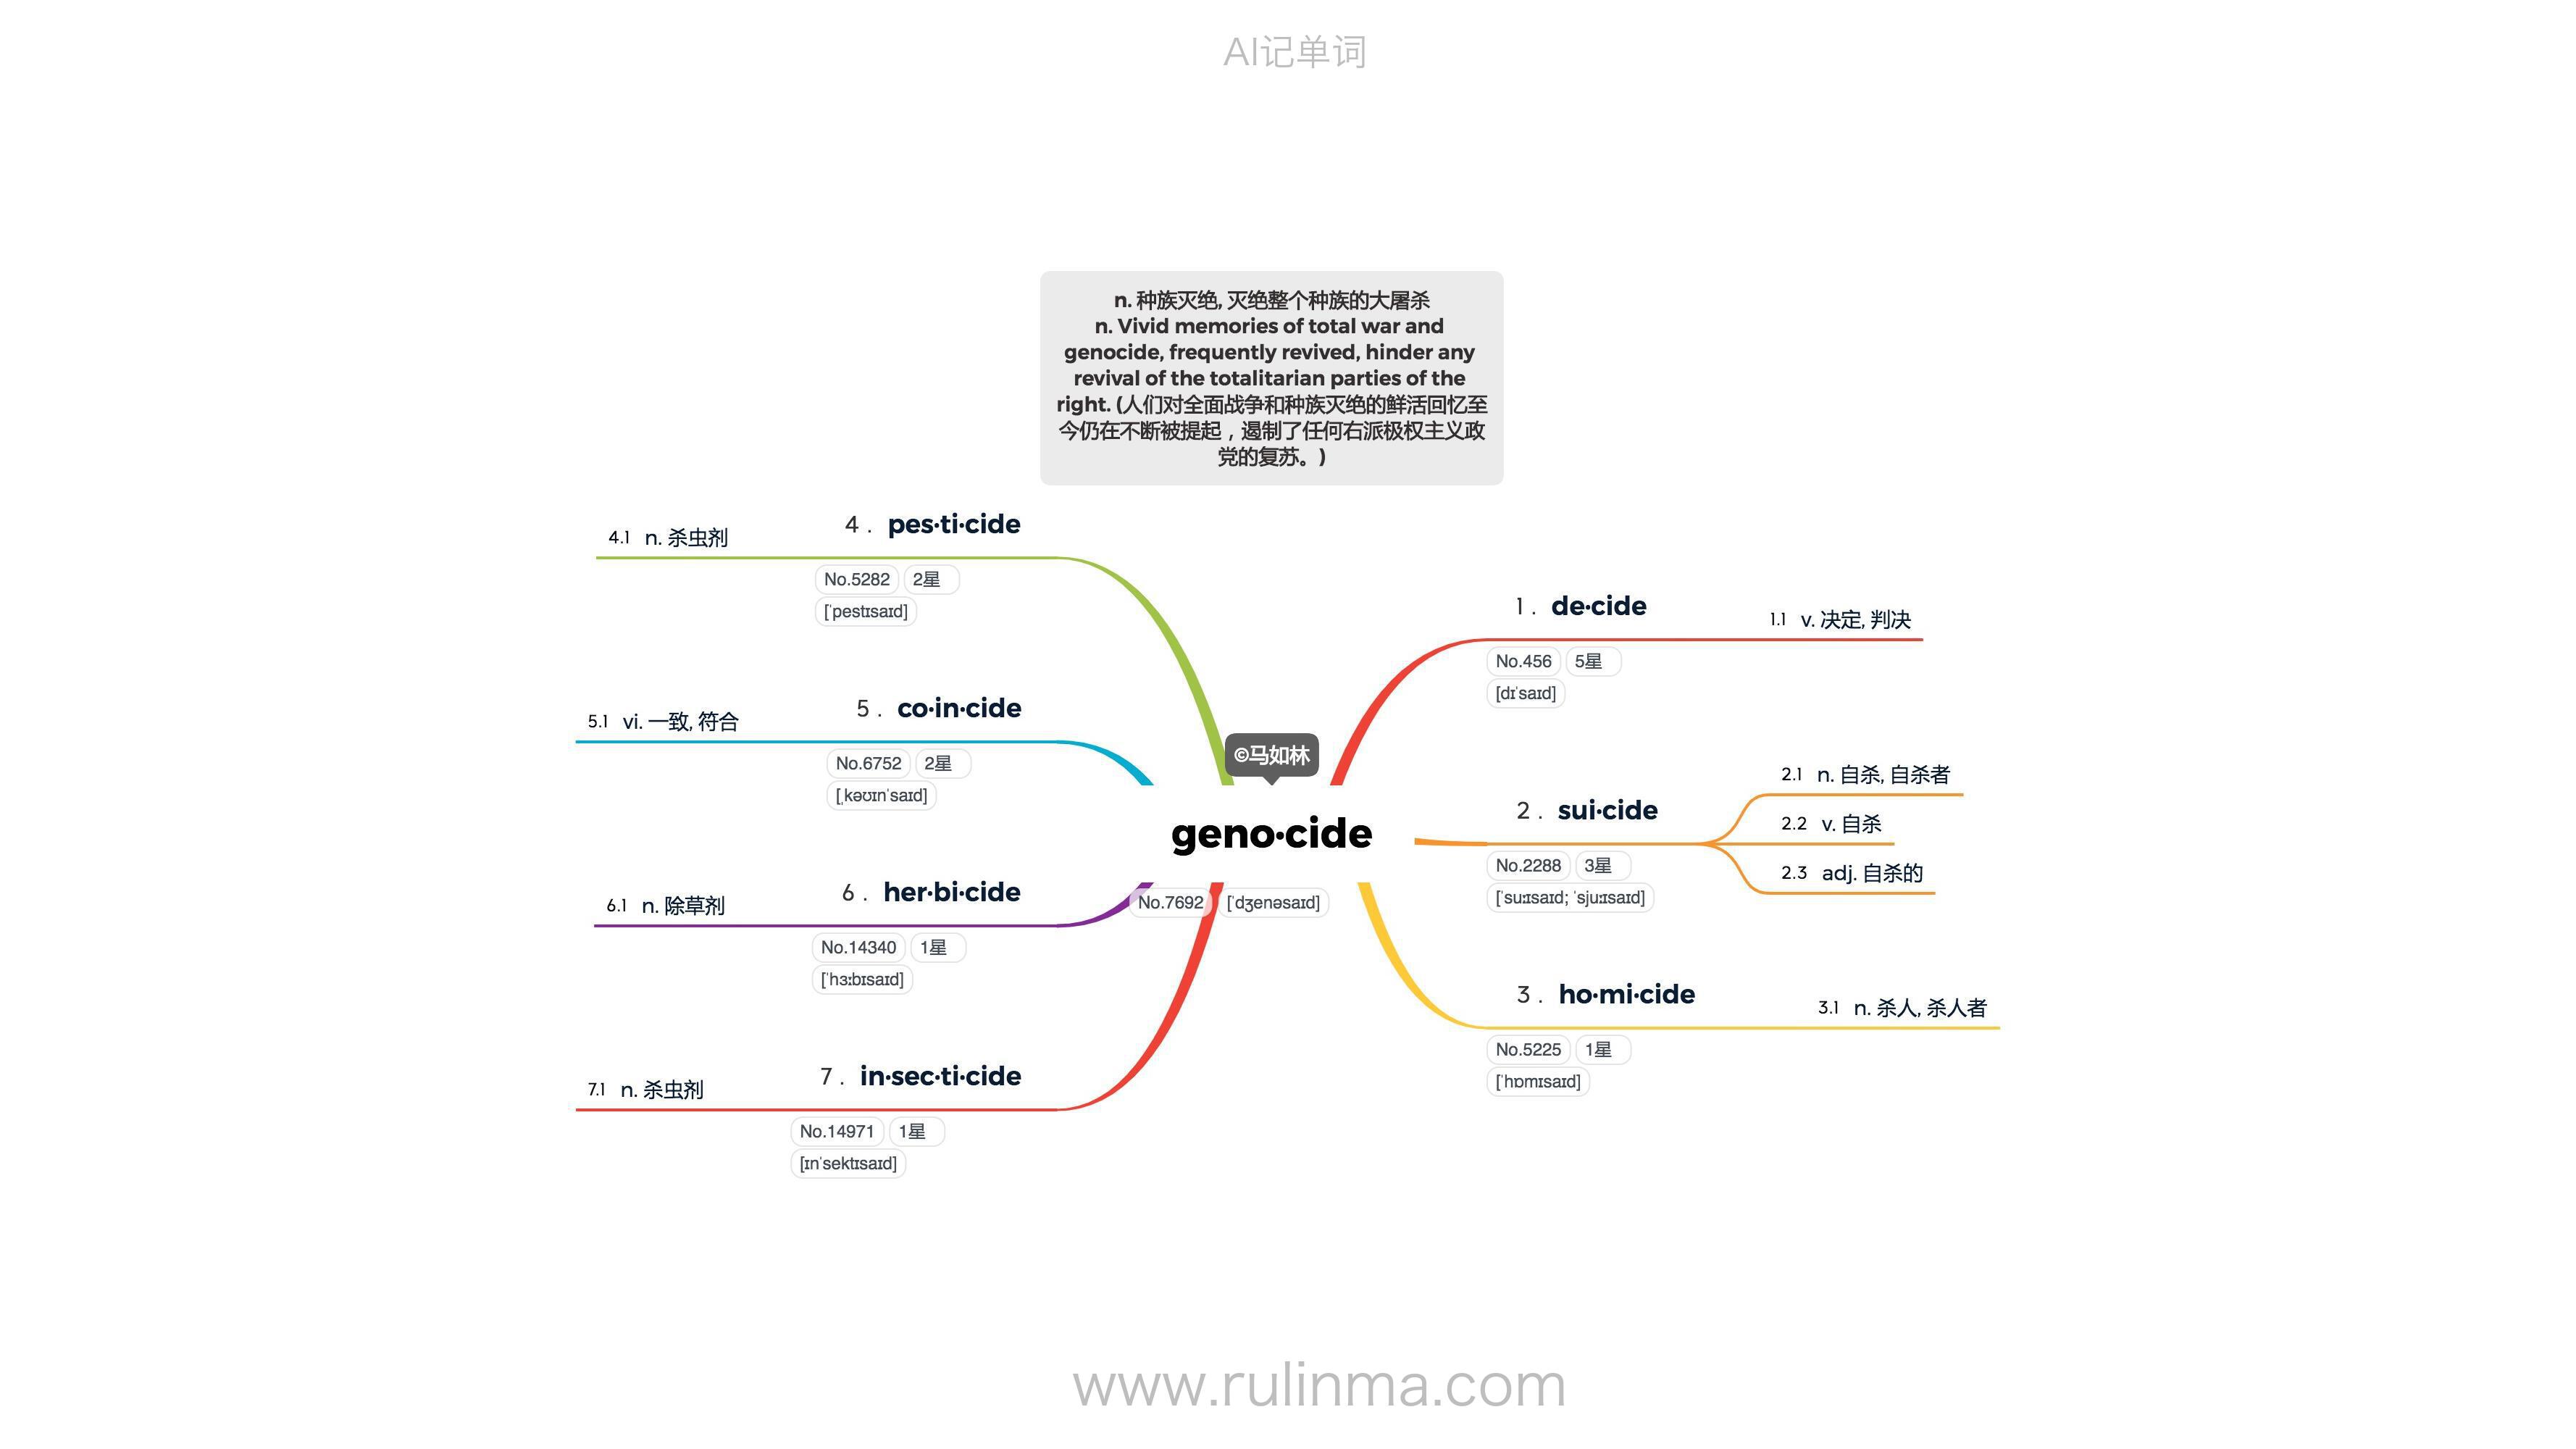 AI记单词
n. 种族灭绝, 灭绝整个种族的大屠杀
n. Vivid memories of total war and
genocide, frequently revived, hinder any
revival of the totalitarian parties of the
right. (人们对全面战争和种族灭绝的鲜活回忆至
今仍在不断被提起，遏制了任何右派极权主义政
党的复苏。)
©马如林
geno·cide
No.7692 [ˈdʒenəsaɪd]
1. de·cide
1.1 v. 决定, 判决
No.456 5星
[dɪˈsaɪd]
2. sui·cide
2.1 n. 自杀, 自杀者
2.2 v. 自杀
2.3 adj. 自杀的
No.2288 3星
[ˈsuːɪsaɪd; ˈsjuːɪsaɪd]
3. ho·mi·cide
3.1 n. 杀人, 杀人者
No.5225 1星
[ˈhɒmɪsaɪd]
4. pes·ti·cide
4.1 n. 杀虫剂
No.5282 2星
[ˈpestɪsaɪd]
5. co·in·cide
5.1 vi. 一致, 符合
No.6752 2星
[ˌkəʊɪnˈsaɪd]
6. her·bi·cide
6.1 n. 除草剂
No.14340 1星
[ˈhɜːbɪsaɪd]
7. in·sec·ti·cide
7.1 n. 杀虫剂
No.14971 1星
[ɪnˈsektɪsaɪd]
www.rulinma.com